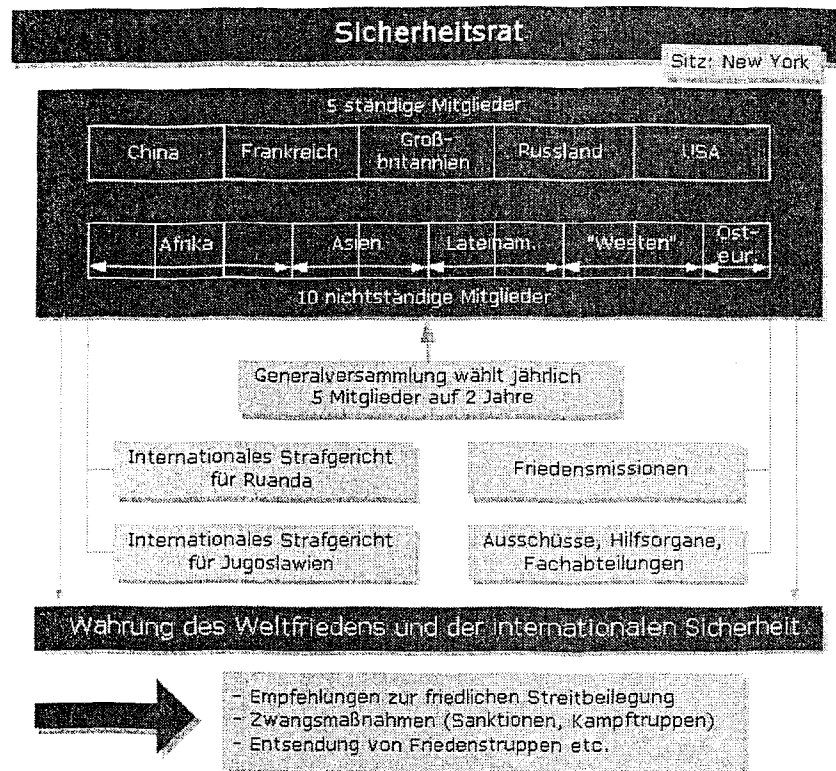 Sicherheitsrat
Sitz: New York
5 ständige Mitglieder
China
Frankreich
Groß-
britannien
Russland
USA
Afrika
Asien
Lateinam.
"Westen"
Ost-
eur.
10 nichtständige Mitglieder
Generalversammlung wählt jährlich
5 Mitglieder auf 2 Jahre
Internationales Strafgericht
für Ruanda
Friedensmissionen
Internationales Strafgericht
für Jugoslawien
Ausschüsse, Hilfsorgane,
Fachabteilungen
Wahrung des Weltfriedens und der internationalen Sicherheit
- Empfehlungen zur friedlichen Streitbeilegung
- Zwangsmaßnahmen (Sanktionen, Kampftruppen)
- Entsendung von Friedenstruppen etc.